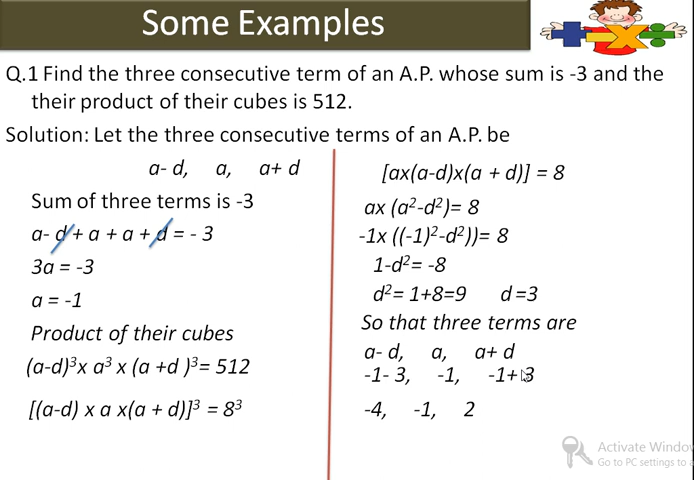 Some Examples
Q.1 Find the three consecutive term of an A.P. whose sum is -3 and the
their product of their cubes is 512.
Solution: Let the three consecutive terms of an A.P. be
a- d, a, a+ d
Sum of three terms is -3
a- d + a + a + d = - 3
3a = -3
a = -1
Product of their cubes
(a-d)³x a³ x (a +d )³= 512
[(a-d) x a x(a + d)]³ = 8³
[ax(a-d)x(a + d)] = 8
ax (a²-d²)= 8
-1x ((-1)²-d²))= 8
1-d²= -8
d²= 1+8=9 d =3
So that three terms are
a- d, a, a+ d
-1- 3, -1, -1+ 3
-4, -1, 2
Activate Window
Go to PC settings to a